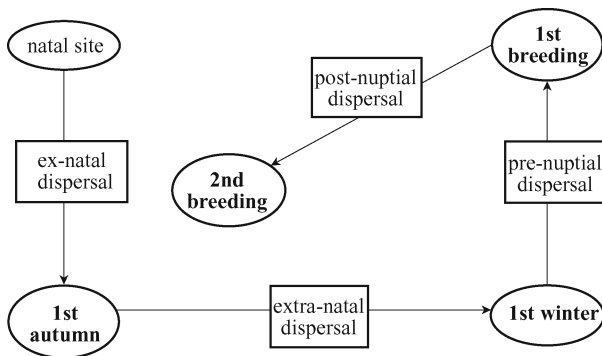 natal site
ex-natal
dispersal
1st
autumn
extra-natal
dispersal
1st winter
pre-nuptial
dispersal
1st
breeding
post-nuptial
dispersal
2nd
breeding